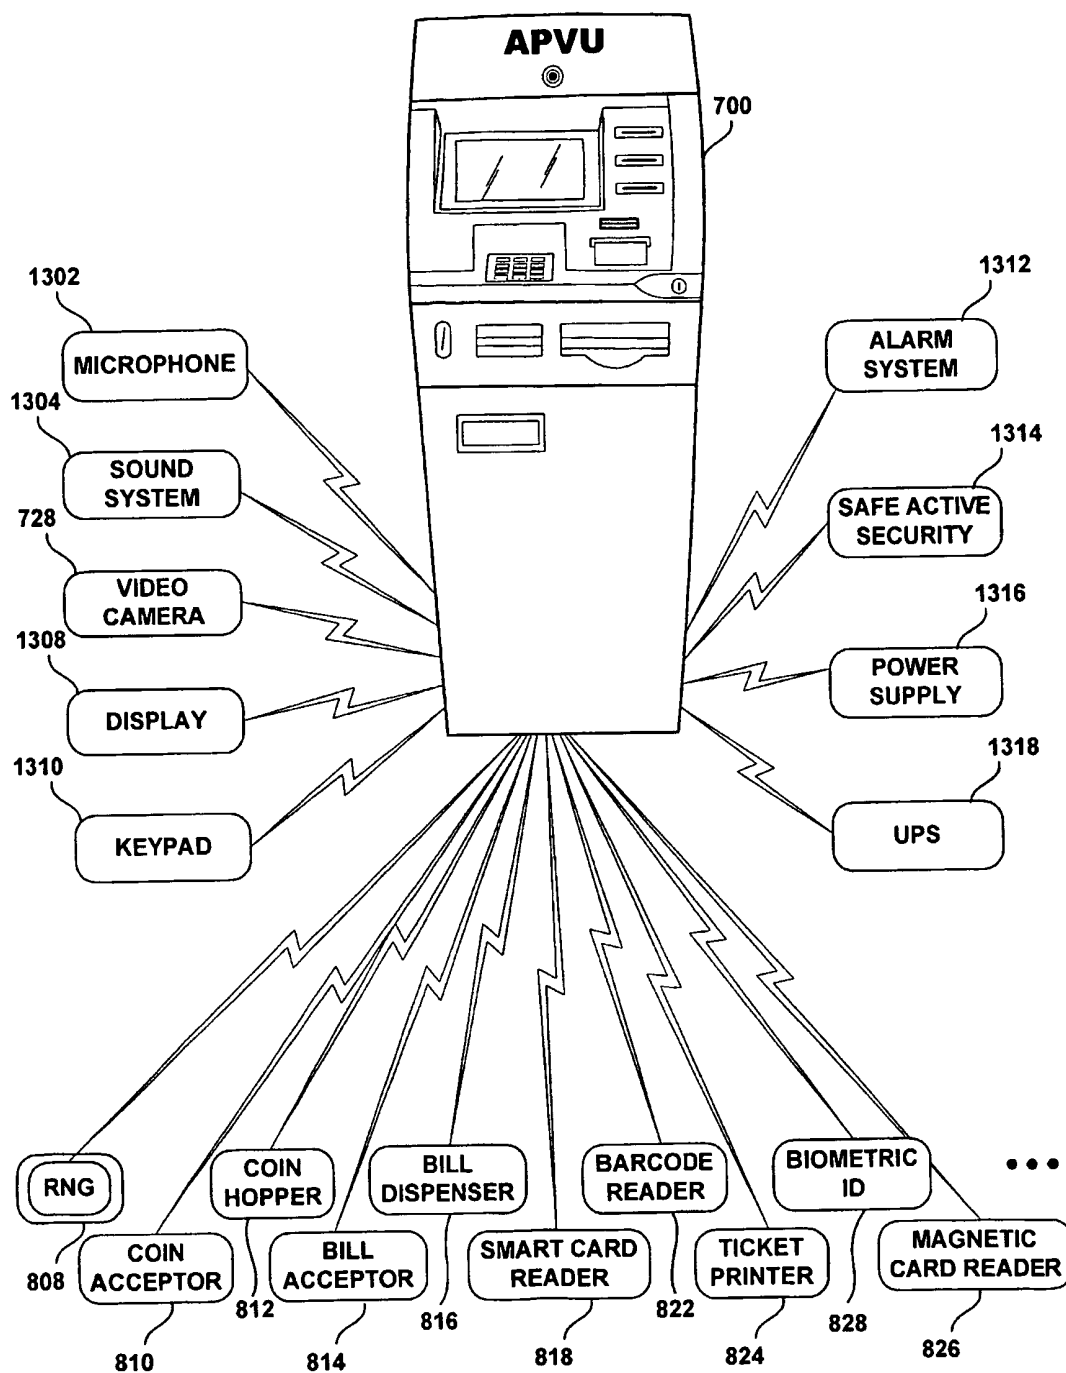 APVU
700
1302
MICROPHONE
1304
SOUND
SYSTEM
728
VIDEO
CAMERA
1308
DISPLAY
1310
KEYPAD
1312
ALARM
SYSTEM
1314
SAFE ACTIVE
SECURITY
1316
POWER
SUPPLY
1318
UPS
RNG
808
COIN
ACCEPTOR
810
COIN
HOPPER
812
BILL
ACCEPTOR
814
BILL
DISPENSER
816
SMART CARD
READER
818
BARCODE
READER
822
TICKET
PRINTER
824
BIOMETRIC
ID
828
MAGNETIC
CARD READER
826
•••